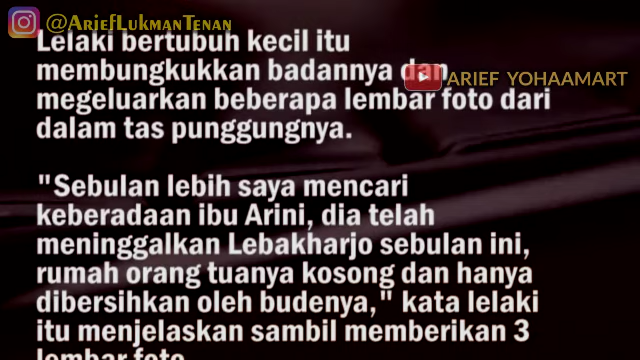 @AriefLukmanTenan
Lelaki bertubuh kecil itu
membungkukkan badannya dan
ARIEF YOHAAMART
megeluarkan beberapa lembar foto dari
dalam tas punggungnya.
"Sebulan lebih saya mencari
keberadaan ibu Arini, dia telah
meninggalkan Lebakharjo sebulan ini,
rumah orang tuanya kosong dan hanya
dibersihkan oleh budenya," kata lelaki
itu menjelaskan sambil memberikan 3
lembar foto